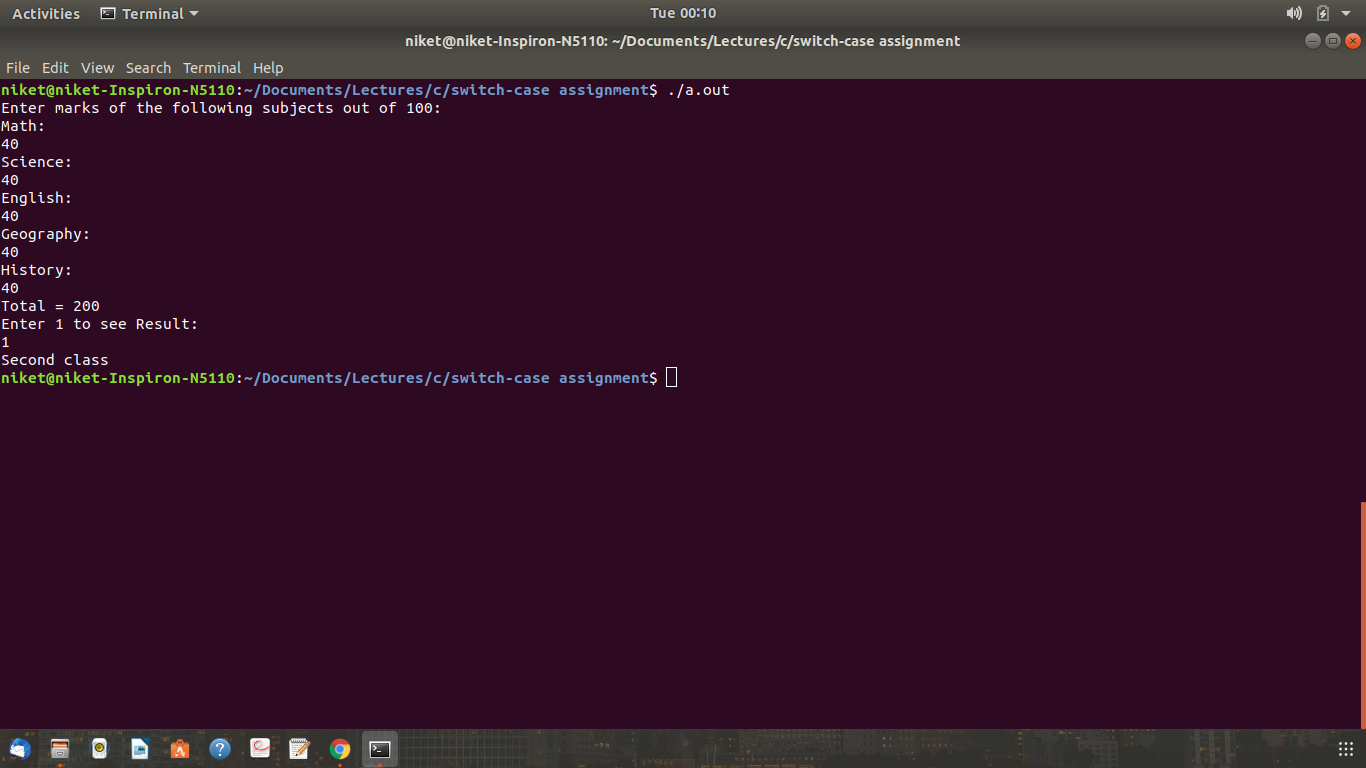 Activities Terminal Tue 00:10
niket@niket-Inspiron-N5110: ~/Documents/Lectures/c/switch-case assignment
File Edit View Search Terminal Help
niket@niket-Inspiron-N5110:~/Documents/Lectures/c/switch-case assignment$ ./a.out
Enter marks of the following subjects out of 100:
Math:
40
Science:
40
English:
40
Geography:
40
History:
40
Total = 200
Enter 1 to see Result:
1
Second class
niket@niket-Inspiron-N5110:~/Documents/Lectures/c/switch-case assignment$